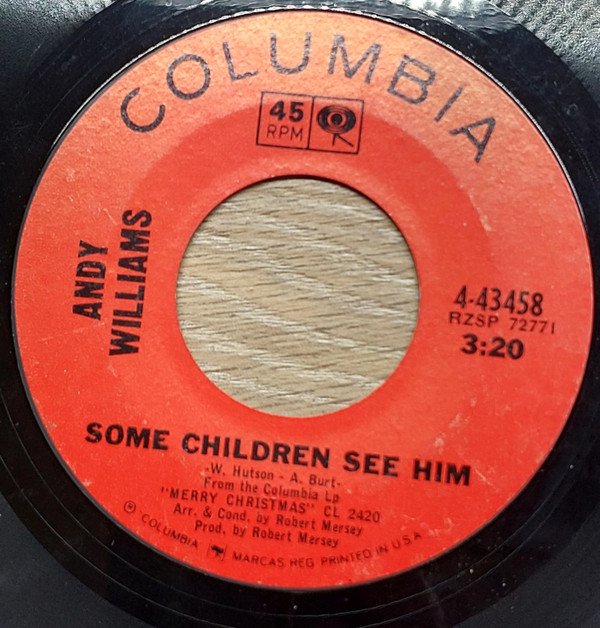 COLUMBIA
45
RPM
ANDY
WILLIAMS
4-43458
RZSP 72771
3:20
SOME CHILDREN SEE HIM
-W. Hutson - A. Burt-
From the Columbia Lp
"MERRY CHRISTMAS" CL 2420
Arr. & Cond. by Robert Mersey
Prod. by Robert Mersey
Ⓟ COLUMBIA MARCAS REG. PRINTED IN U S A